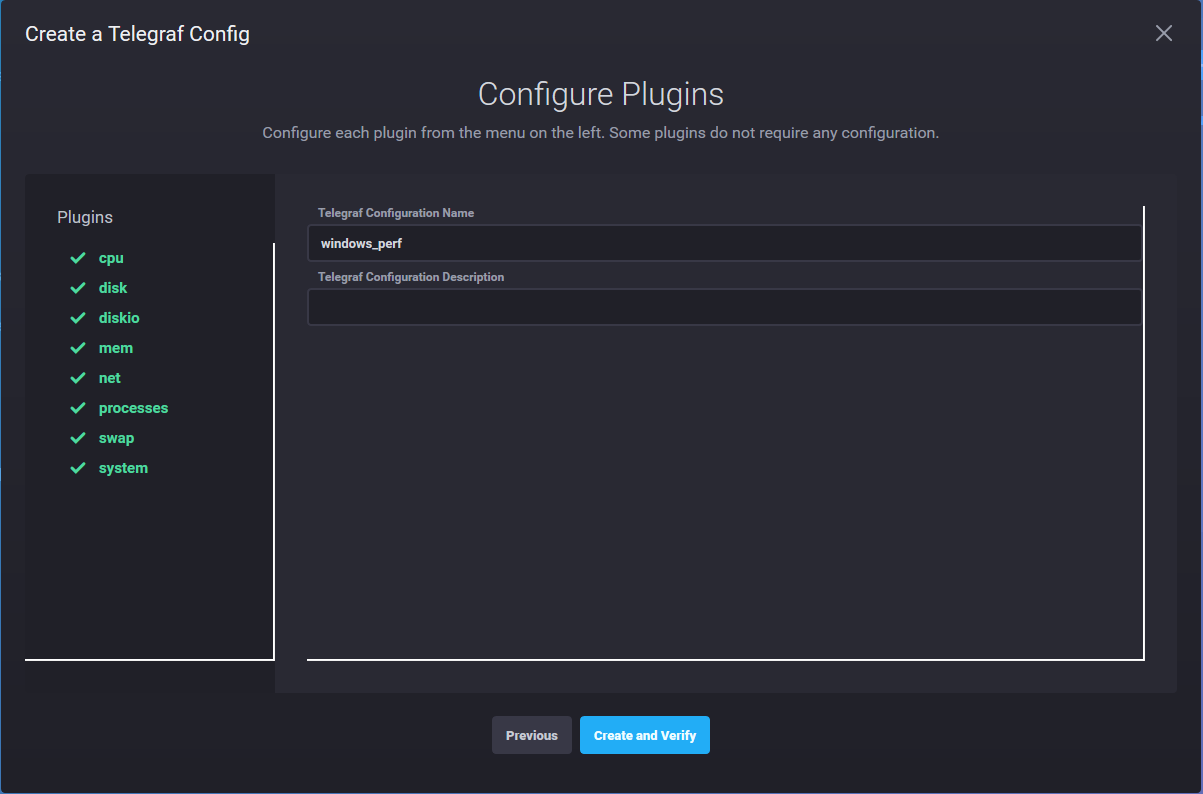 Create a Telegraf Config
Configure Plugins
Configure each plugin from the menu on the left. Some plugins do not require any configuration.
Plugins
cpu
disk
diskio
mem
net
processes
swap
system
Telegraf Configuration Name
windows_perf
Telegraf Configuration Description
Previous
Create and Verify